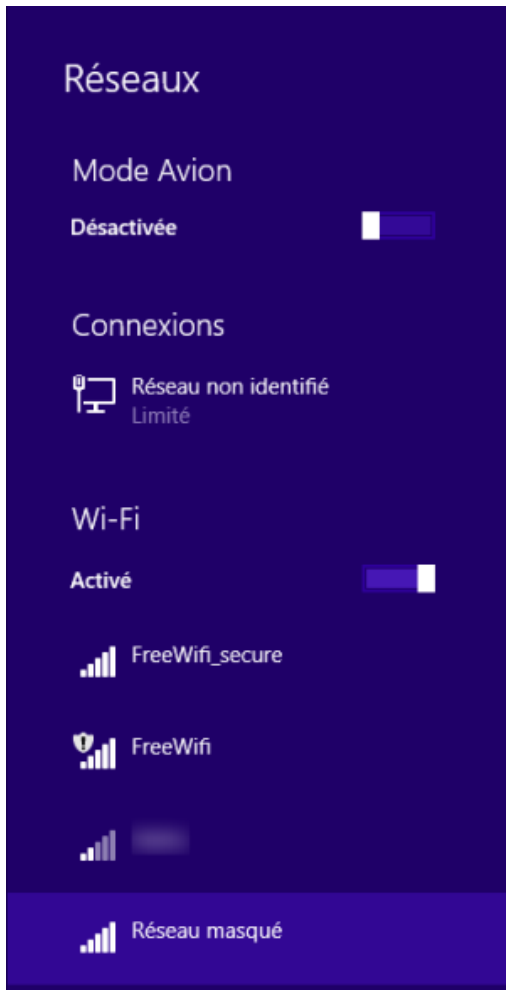 Réseaux
Mode Avion
Désactivée
Connexions
Réseau non identifié
Limité
Wi-Fi
Activé
FreeWifi_secure
FreeWifi
Réseau masqué